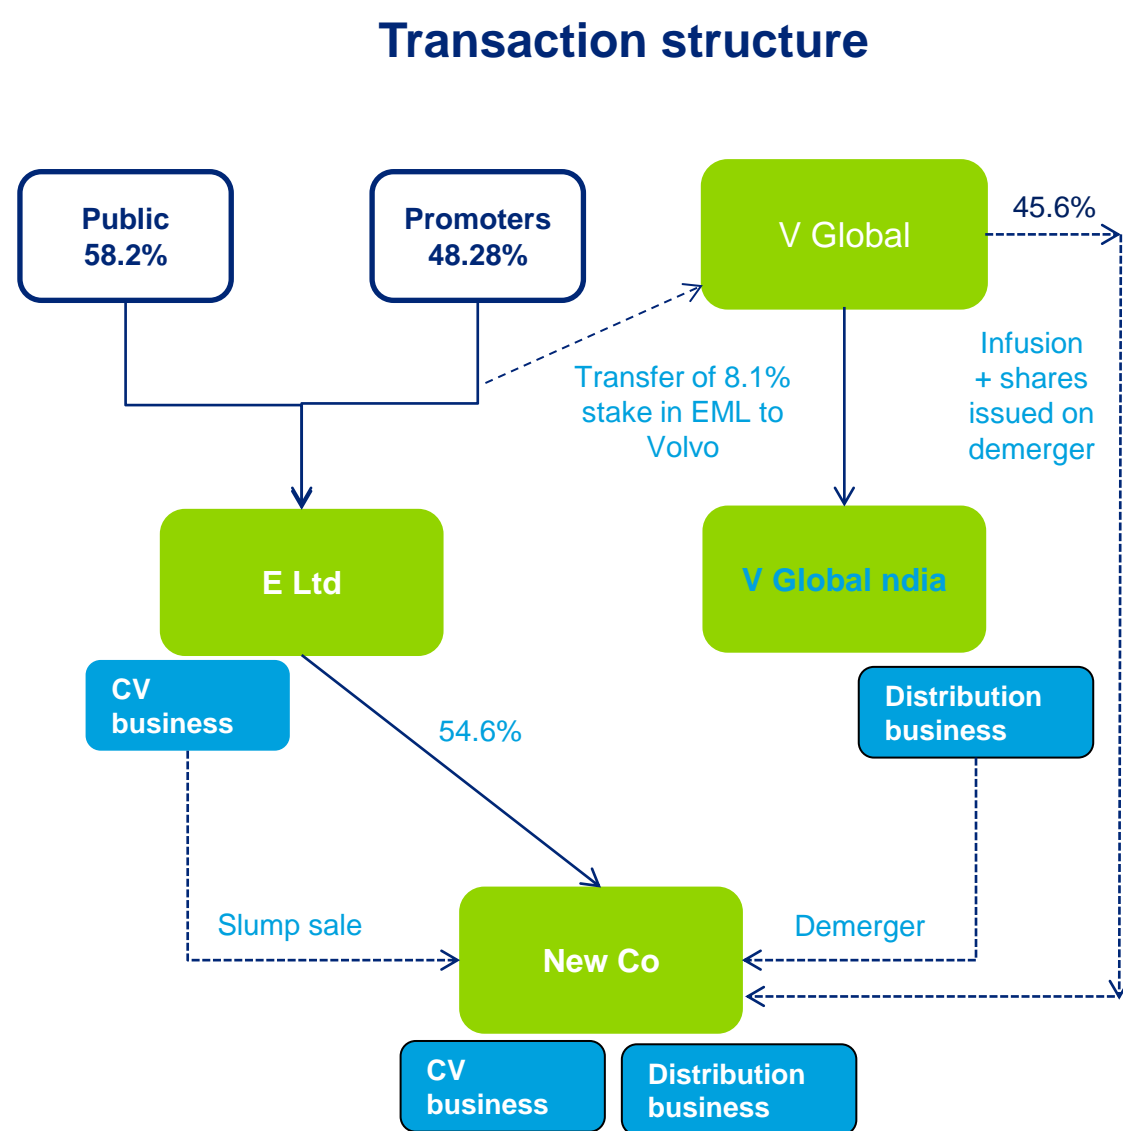 Transaction structure
Public
58.2%
Promoters
48.28%
V Global
45.6%
Transfer of 8.1%
stake in EML to
Volvo
Infusion
+ shares
issued on
demerger
E Ltd
V Global ndia
CV
business
54.6%
Distribution
business
Slump sale
Demerger
New Co
CV
business
Distribution
business